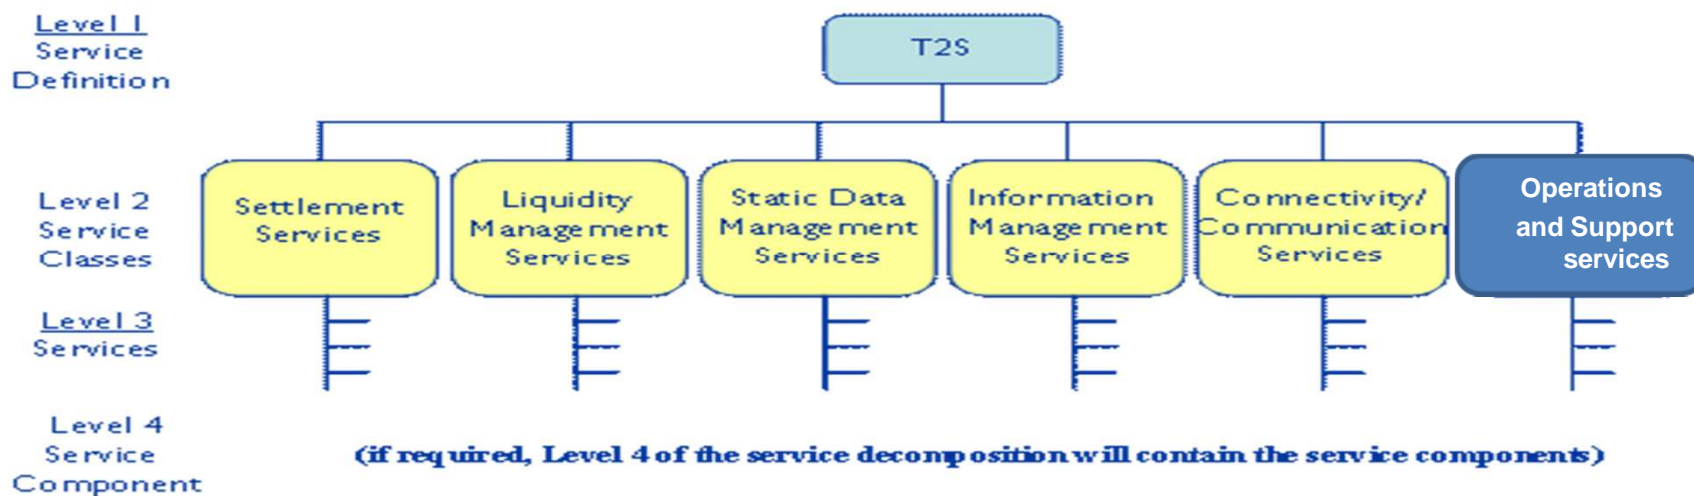 Level 1
Service
Definition
T2S
Level 2
Service
Classes
Settlement
Services
Liquidity
Management
Services
Static Data
Management
Services
Information
Management
Services
Connectivity/
Communication
Services
Operations
and Support
services
Level 3
Services
Level 4
Service
Component
(if required, Level 4 of the service decomposition will contain the service components)